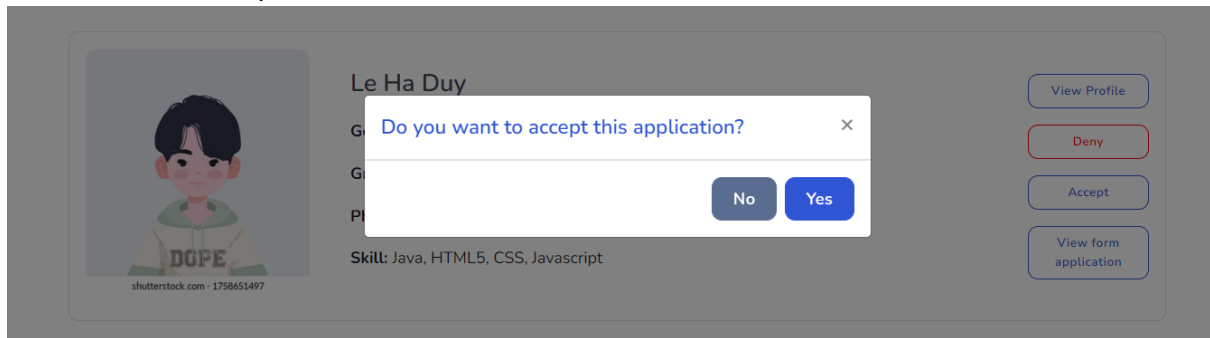 Le Ha Duy
Do you want to accept this application? ×
No Yes
Skill: Java, HTML5, CSS, Javascript
DOPE
shutterstock.com · 1758651497
View Profile
Deny
Accept
View form
application